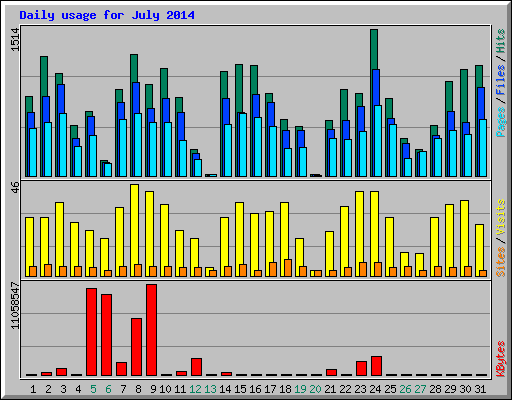 Daily usage for July 2014
1514
Pages / Files / Hits
46
Sites / Visits
11058547
KBytes
1 2 3 4 5 6 7 8 9 10 11 12 13 14 15 16 17 18 19 20 21 22 23 24 25 26 27 28 29 30 31